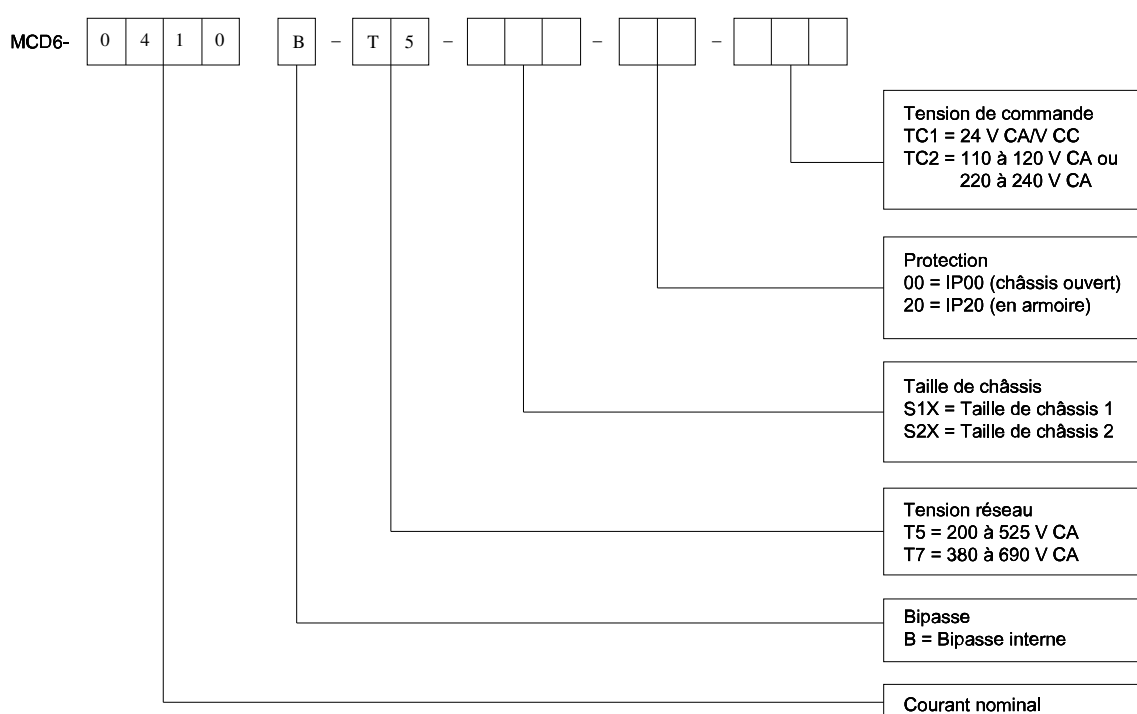 MCD6- 0 4 1 0 B – T 5 – – –
Tension de commande
TC1 = 24 V CA/V CC
TC2 = 110 à 120 V CA ou
220 à 240 V CA
Protection
00 = IP00 (châssis ouvert)
20 = IP20 (en armoire)
Taille de châssis
S1X = Taille de châssis 1
S2X = Taille de châssis 2
Tension réseau
T5 = 200 à 525 V CA
T7 = 380 à 690 V CA
Bipasse
B = Bipasse interne
Courant nominal